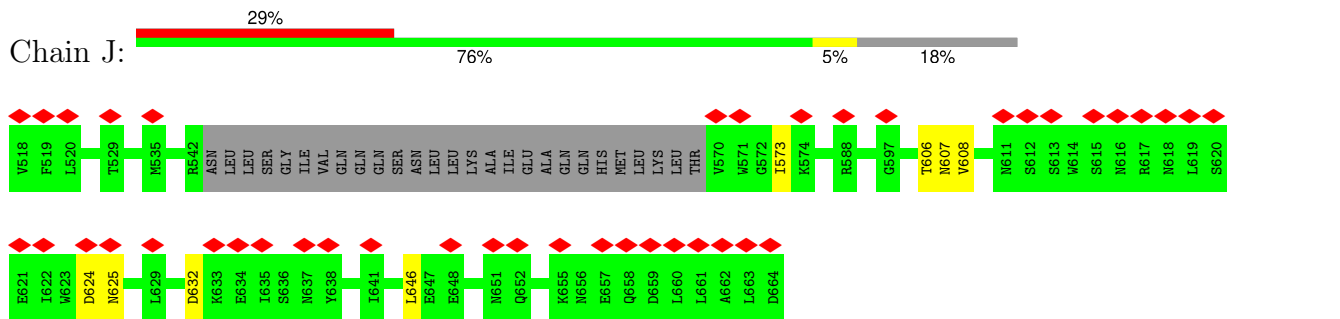 29%
Chain J:
76% 5% 18%
V518 F519 L520 T529 M535 R542 ASN LEU LEU SER GLY ILE VAL GLN GLN GLN SER ASN LEU LEU LYS ALA ILE GLU ALA GLN GLN HIS MET LEU LYS LEU THR V570 W571 G572 I573 K574 R588 G597 T606 N607 V608 N611 S612 S613 W614 S615 N616 R617 N618 L619 S620
E621 I622 W623 D624 N625 L629 D632 K633 E634 I635 S636 N637 Y638 I641 L646 E647 E648 N651 Q652 K655 N656 E657 Q658 D659 L660 L661 A662 L663 D664